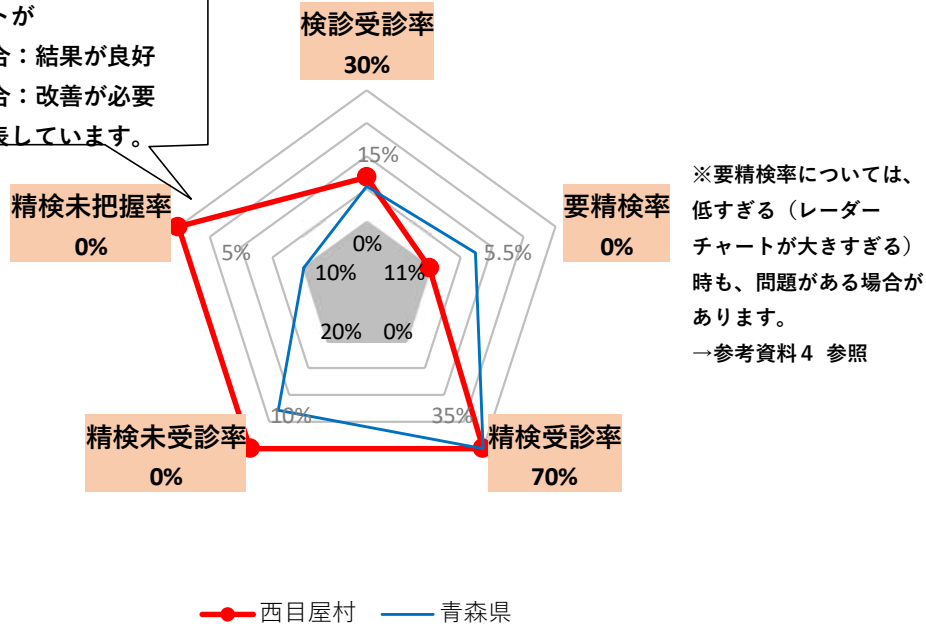 トが
合：結果が良好
合：改善が必要
表しています。
検診受診率
30%
15%
精検未把握率
0%
要精検率
0%
※要精検率については、
低すぎる（レーダー
チャートが大きすぎる）
時も、問題がある場合が
あります。
→参考資料４ 参照
5%
0%
5.5%
10%
11%
20%
0%
10%
35%
精検未受診率
0%
精検受診率
70%
西目屋村
青森県